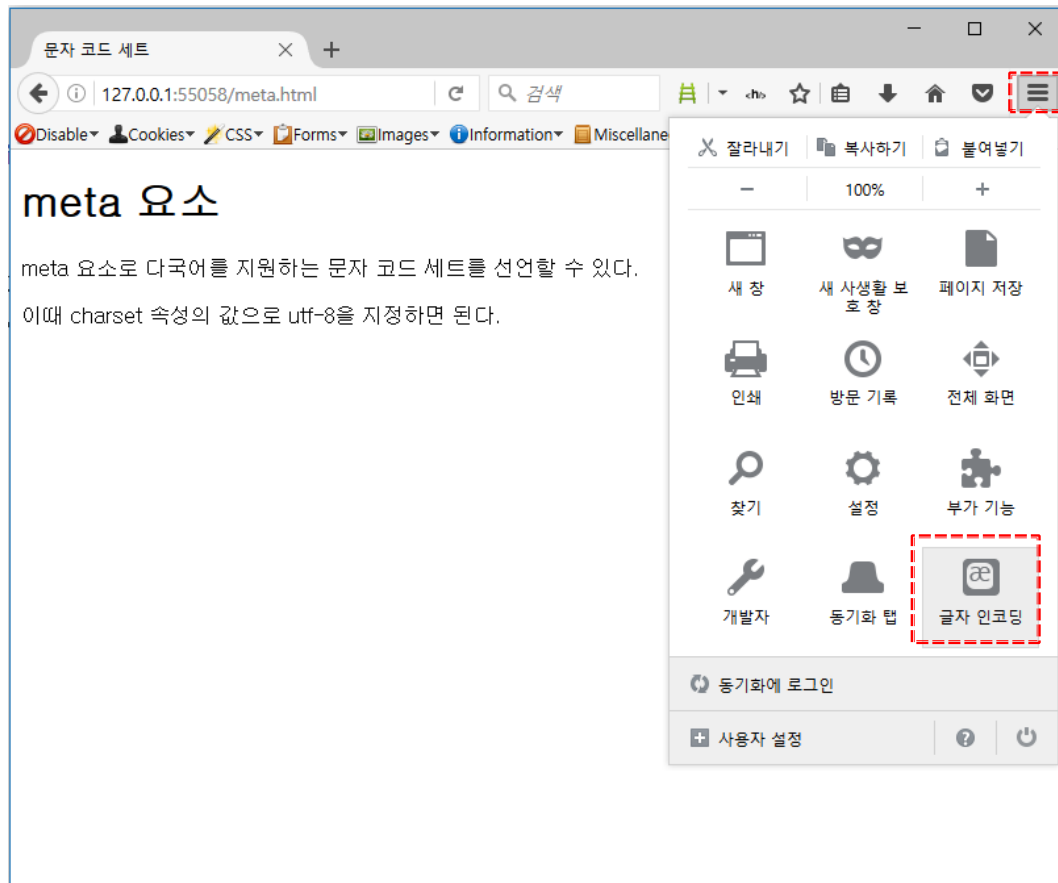 문자 코드 세트
127.0.0.1:55058/meta.html
검색
<h>
Disable Cookies CSS Forms Images Information Miscellane
잘라내기 복사하기 붙여넣기
− 100% +
meta 요소
meta 요소로 다국어를 지원하는 문자 코드 세트를 선언할 수 있다.
이때 charset 속성의 값으로 utf-8을 지정하면 된다.
새 창 새 사생활 보 페이지 저장
호 창
인쇄 방문 기록 전체 화면
찾기 설정 부가 기능
æ
개발자 동기화 탭 글자 인코딩
동기화에 로그인
사용자 설정